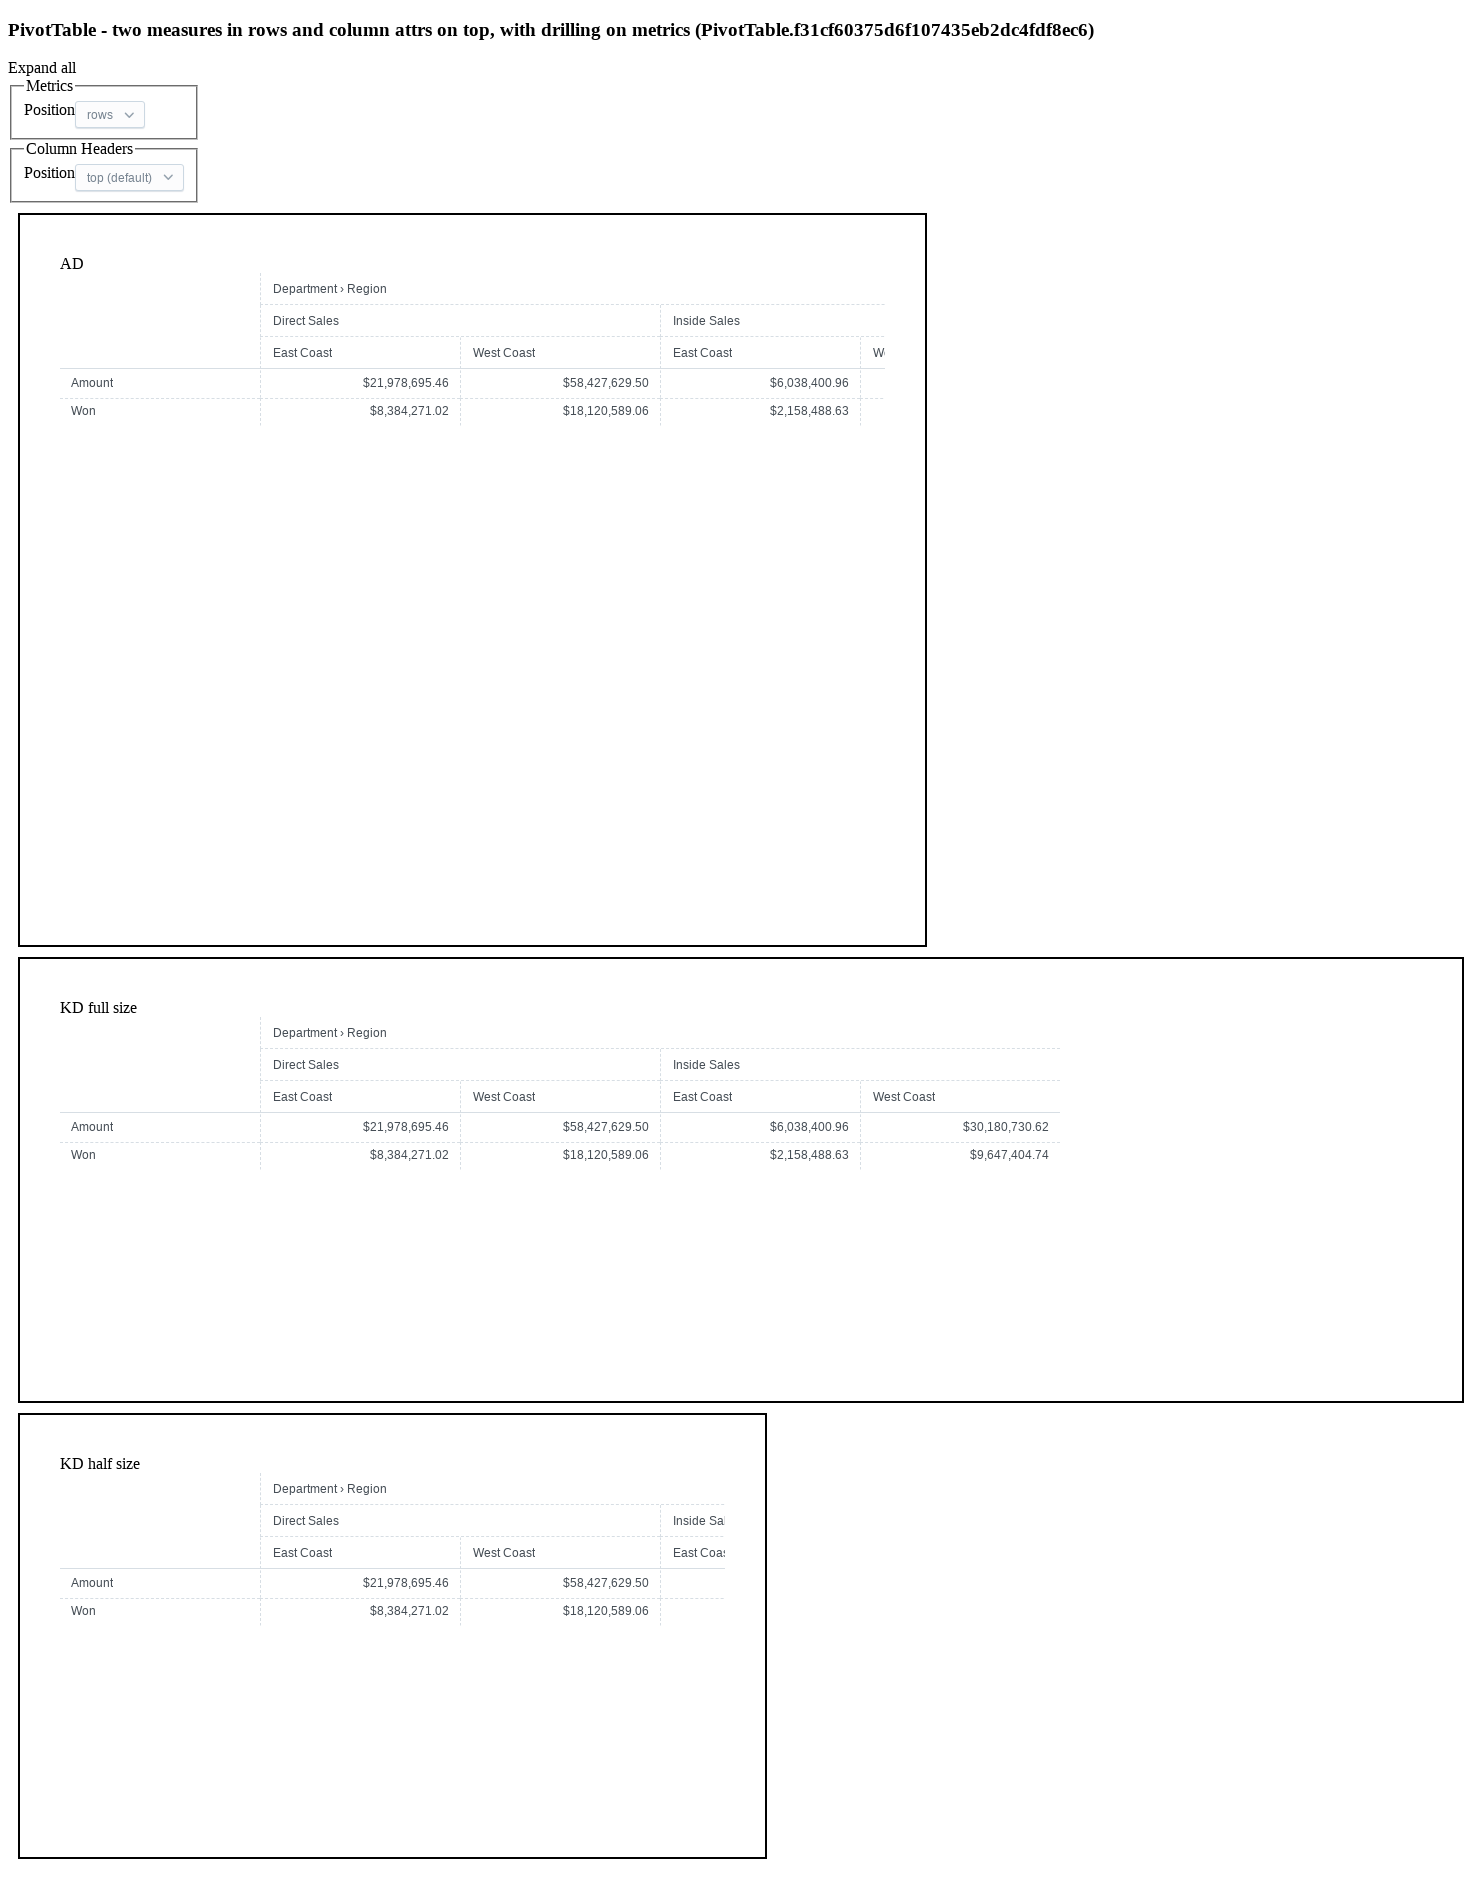 PivotTable - two measures in rows and column attrs on top, with drilling on metrics (PivotTable.f31cf60375d6f107435eb2dc4fdf8ec6)
Expand all
Metrics
Position rows
Column Headers
Position top (default)
AD
Department › Region
Direct Sales Inside Sales
East Coast West Coast East Coast
Amount $21,978,695.46 $58,427,629.50 $6,038,400.96
Won $8,384,271.02 $18,120,589.06 $2,158,488.63
KD full size
Department › Region
Direct Sales Inside Sales
East Coast West Coast East Coast West Coast
Amount $21,978,695.46 $58,427,629.50 $6,038,400.96 $30,180,730.62
Won $8,384,271.02 $18,120,589.06 $2,158,488.63 $9,647,404.74
KD half size
Department › Region
Direct Sales Inside Sal
East Coast West Coast East Coas
Amount $21,978,695.46 $58,427,629.50
Won $8,384,271.02 $18,120,589.06